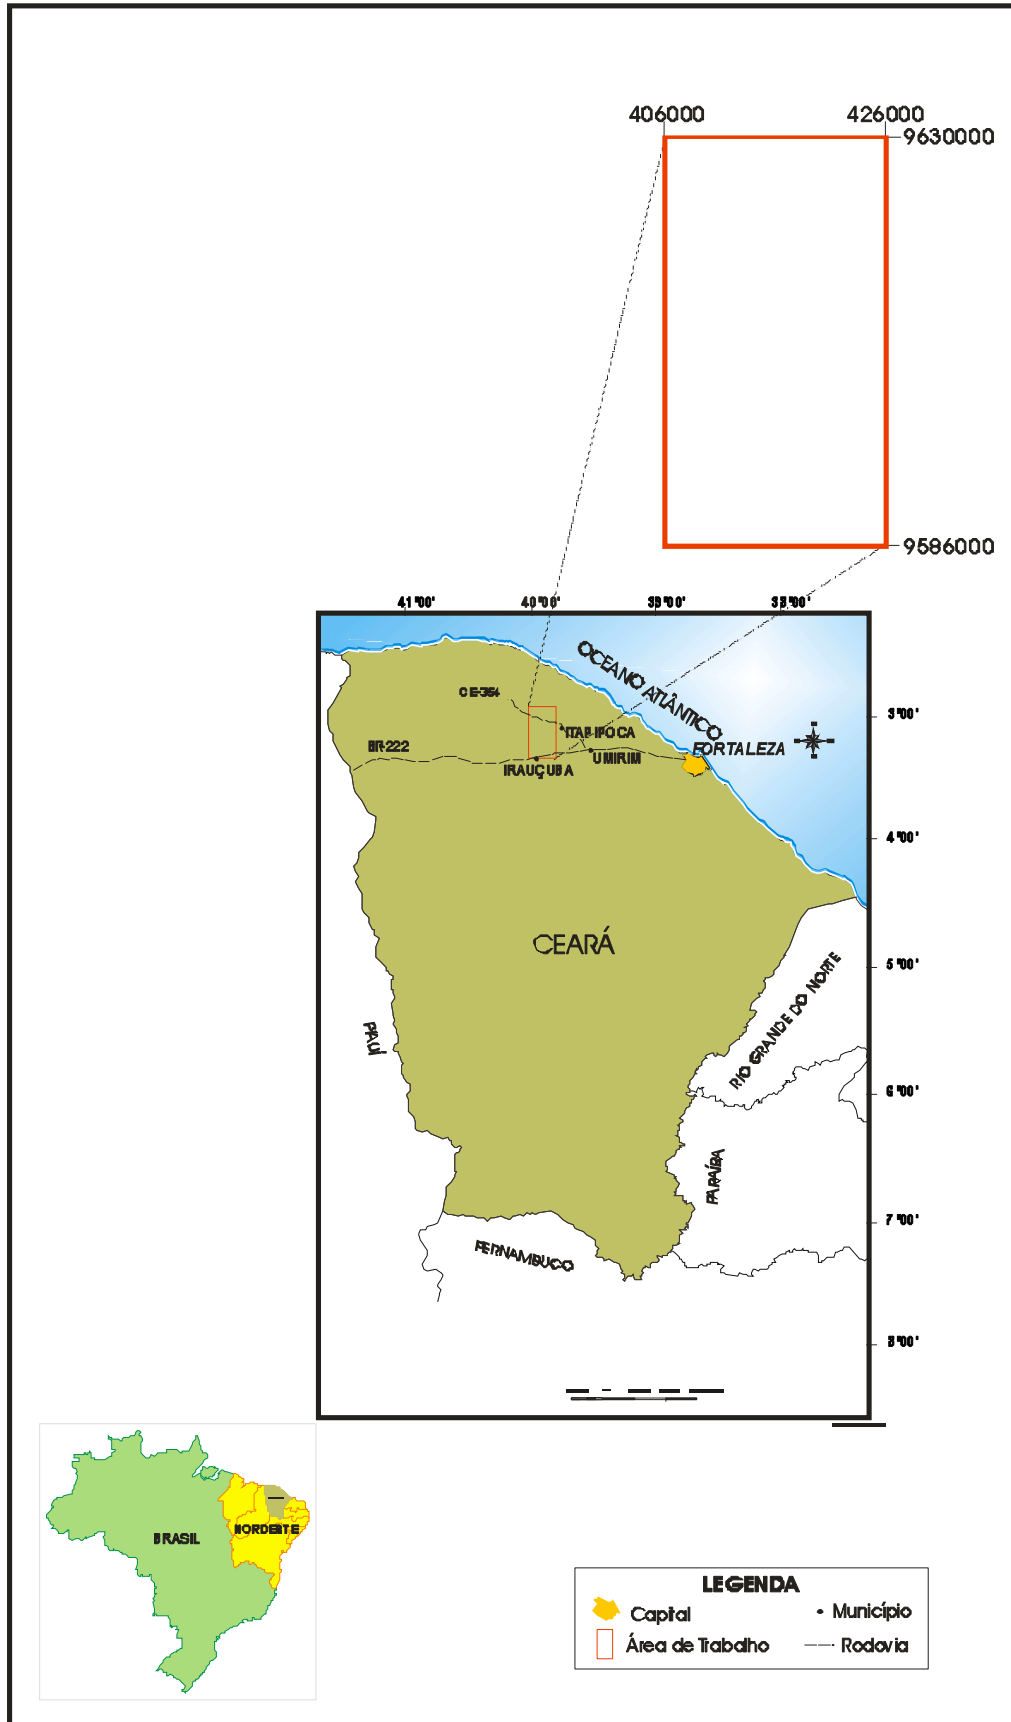 406000
426000
9630000
9586000
41°00'
40°00'
39°00'
38°00'
OCEANO ATLÂNTICO
CE-354
3°00'
ITAPIPOCA
FORTALEZA
BR-222
UMIRIM
IRAUÇUBA
4°00'
CEARÁ
5°00'
RIO GRANDE DO NORTE
PIAUÍ
6°00'
PARAÍBA
7°00'
PERNAMBUCO
8°00'
BRASIL
NORDESTE
LEGENDA
Capital
Município
Área de Trabalho
Rodovia